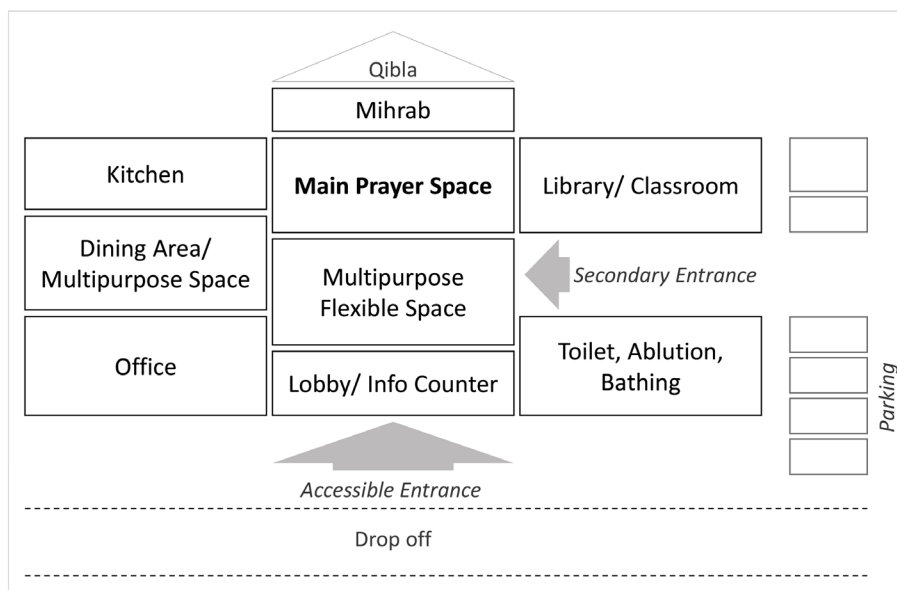 Qibla
Mihrab
Kitchen
Main Prayer Space
Library/ Classroom
Dining Area/
Multipurpose Space
Multipurpose
Flexible Space
Secondary Entrance
Office
Lobby/ Info Counter
Toilet, Ablution,
Bathing
Parking
Accessible Entrance
Drop off